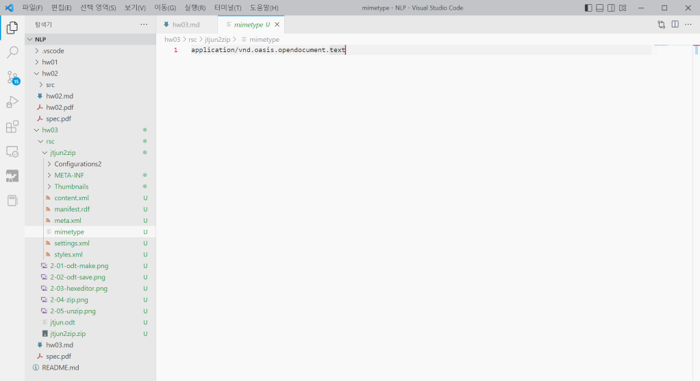 파일(F) 편집(E) 선택 영역(S) 보기(V) 이동(G) 실행(R) 터미널(T) 도움말(H) mimetype - NLP - Visual Studio Code
탐색기 ···
hw03.md mimetype U ×
hw03 > rsc > jtjun2zip > mimetype
1 application/vnd.oasis.opendocument.text
NLP
.vscode
hw01
hw02
src
hw02.md
hw02.pdf
spec.pdf
hw03
rsc
jtjun2zip
Configurations2
META-INF
Thumbnails
content.xml U
manifest.rdf U
meta.xml U
mimetype U
settings.xml U
styles.xml U
2-01-odt-make.png U
2-02-odt-save.png U
2-03-hexeditor.png U
2-04-zip.png U
2-05-unzip.png U
jtjun.odt U
jtjun2zip.zip U
hw03.md
spec.pdf
README.md